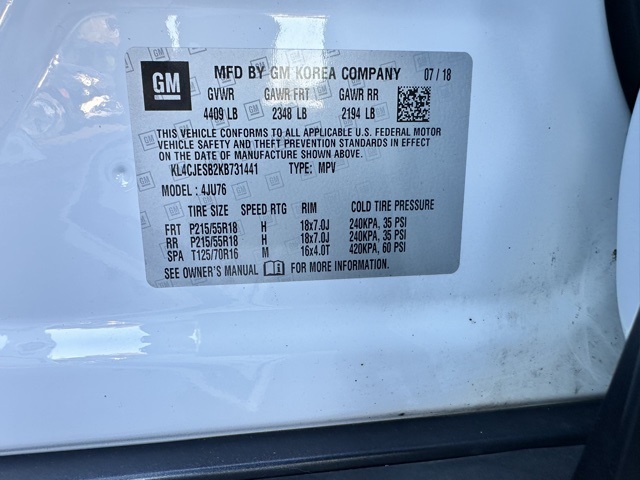 GM MFD BY GM KOREA COMPANY 07/18
GVWR GAWR FRT GAWR RR
4409 LB 2348 LB 2194 LB
THIS VEHICLE CONFORMS TO ALL APPLICABLE U.S. FEDERAL MOTOR
VEHICLE SAFETY AND THEFT PREVENTION STANDARDS IN EFFECT
ON THE DATE OF MANUFACTURE SHOWN ABOVE.
KL4CJESB2KB731441 TYPE: MPV
MODEL: 4JU76
TIRE SIZE SPEED RTG RIM COLD TIRE PRESSURE
FRT P215/55R18 H 18x7.0J 240KPA, 35 PSI
RR P215/55R18 H 18x7.0J 240KPA, 35 PSI
SPA T125/70R16 M 16x4.0T 420KPA, 60 PSI
SEE OWNER'S MANUAL FOR MORE INFORMATION.